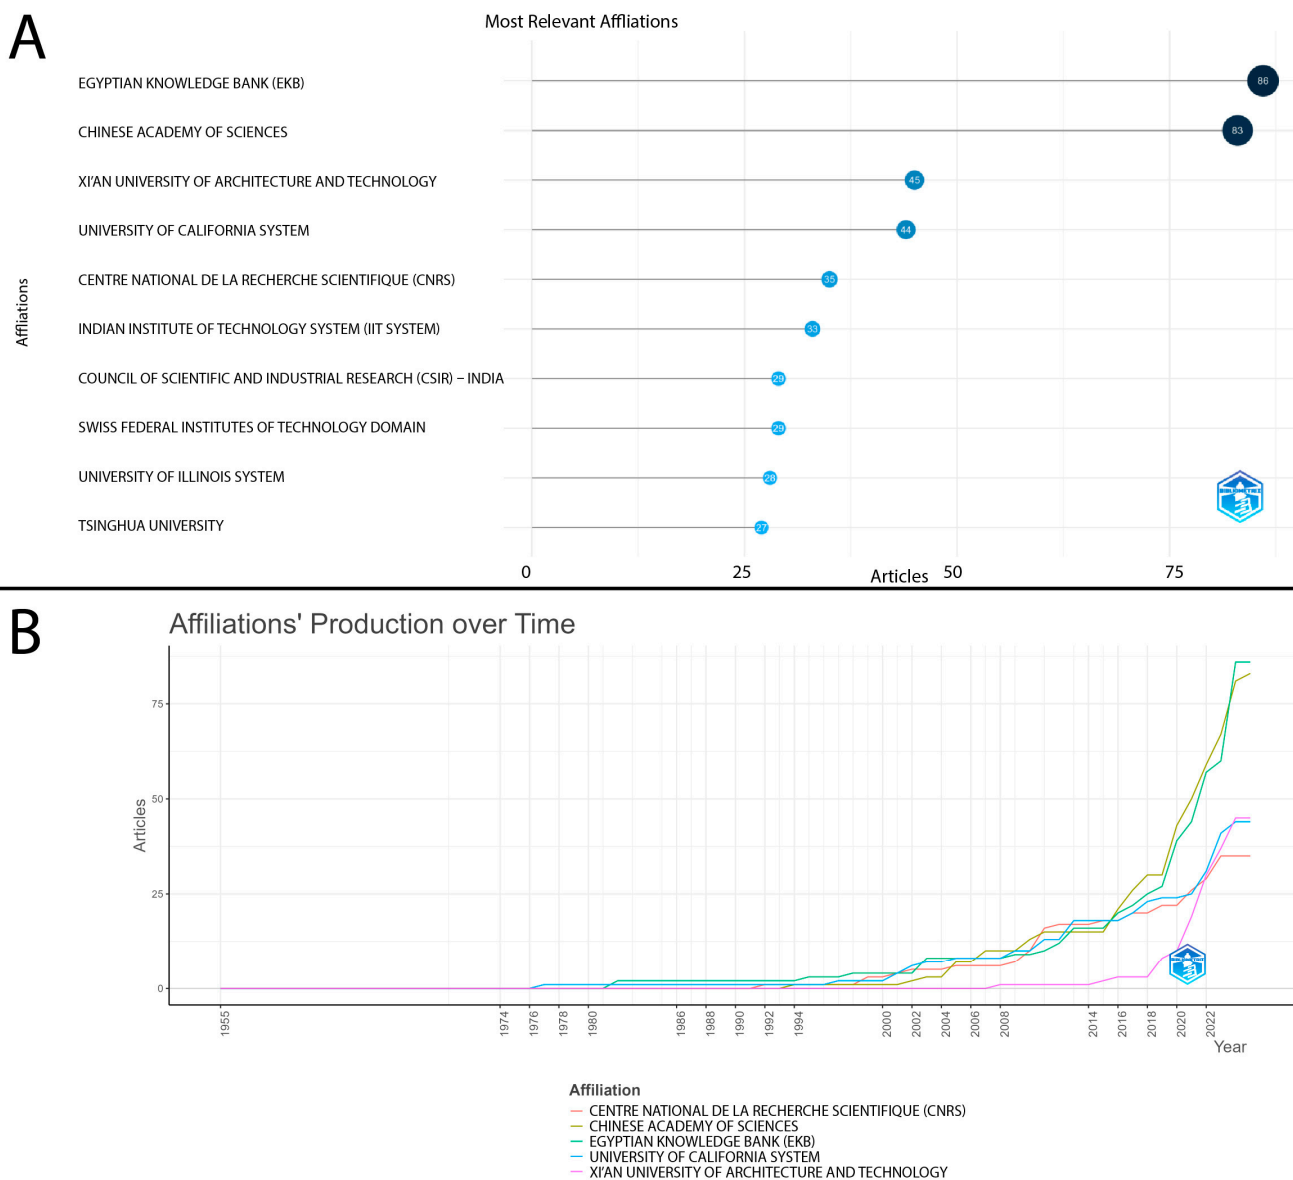 A
Most Relevant Affliations
EGYPTIAN KNOWLEDGE BANK (EKB)
86
CHINESE ACADEMY OF SCIENCES
83
XI'AN UNIVERSITY OF ARCHITECTURE AND TECHNOLOGY
45
UNIVERSITY OF CALIFORNIA SYSTEM
44
CENTRE NATIONAL DE LA RECHERCHE SCIENTIFIQUE (CNRS)
35
INDIAN INSTITUTE OF TECHNOLOGY SYSTEM (IIT SYSTEM)
33
COUNCIL OF SCIENTIFIC AND INDUSTRIAL RESEARCH (CSIR) – INDIA
29
SWISS FEDERAL INSTITUTES OF TECHNOLOGY DOMAIN
29
UNIVERSITY OF ILLINOIS SYSTEM
28
TSINGHUA UNIVERSITY
27
Affliations
BIBLIOMETRIX
0 25 50 75
Articles
B
Affiliations' Production over Time
Articles
75
50
25
0
1955 1974 1976 1978 1980 1986 1988 1990 1992 1994 2000 2002 2004 2006 2008 2014 2016 2018 2020 2022
Year
BIBLIOMETRIX
Affiliation
CENTRE NATIONAL DE LA RECHERCHE SCIENTIFIQUE (CNRS)
CHINESE ACADEMY OF SCIENCES
EGYPTIAN KNOWLEDGE BANK (EKB)
UNIVERSITY OF CALIFORNIA SYSTEM
XI'AN UNIVERSITY OF ARCHITECTURE AND TECHNOLOGY